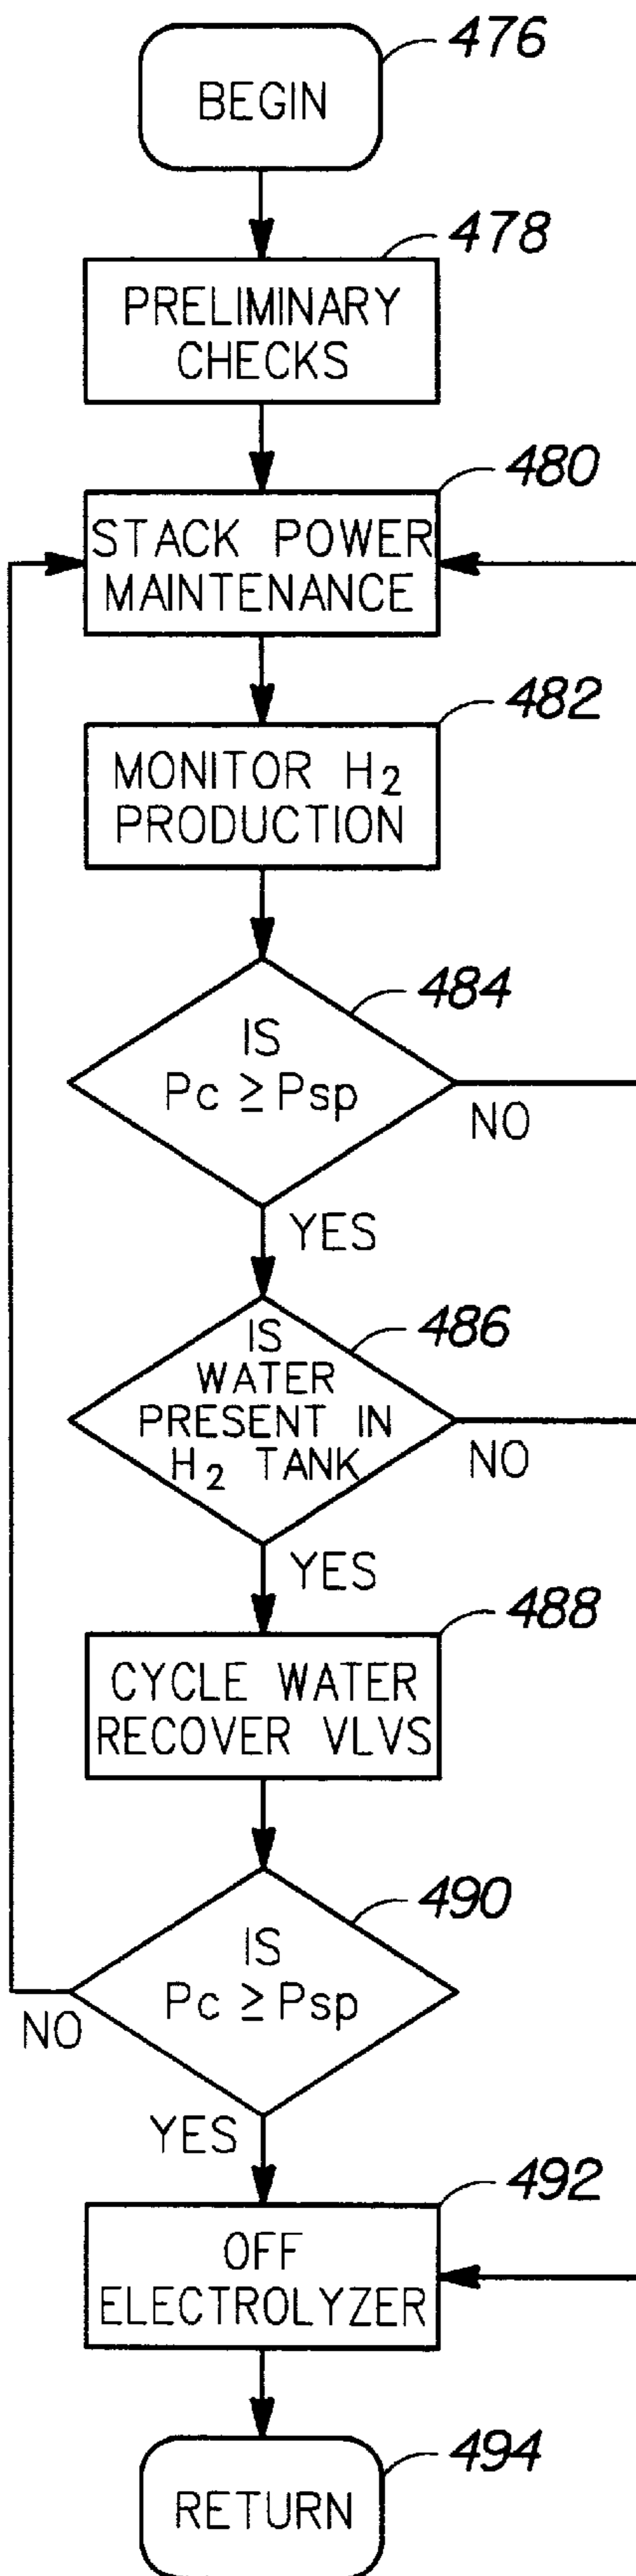 476
BEGIN
478
PRELIMINARY
CHECKS
480
STACK POWER
MAINTENANCE
482
MONITOR H₂
PRODUCTION
484
IS
Pc ≥ Psp
NO
YES
486
IS
WATER
PRESENT IN
H₂ TANK
NO
YES
488
CYCLE WATER
RECOVER VLVS
490
IS
Pc ≥ Psp
NO
YES
492
OFF
ELECTROLYZER
494
RETURN